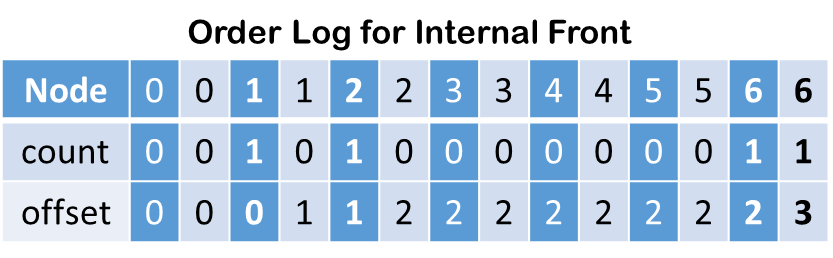 Order Log for Internal Front
Node 0 0 1 1 2 2 3 3 4 4 5 5 6 6
count 0 0 1 0 1 0 0 0 0 0 0 0 1 1
offset 0 0 0 1 1 2 2 2 2 2 2 2 2 3